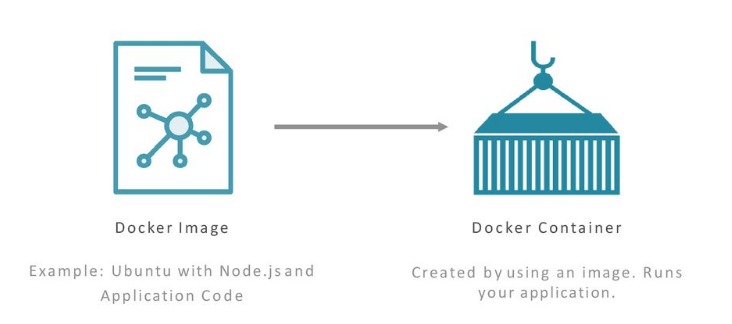 Docker Image
Docker Container
Example: Ubuntu with Node.js and
Application Code
Created by using an image. Runs
your application.